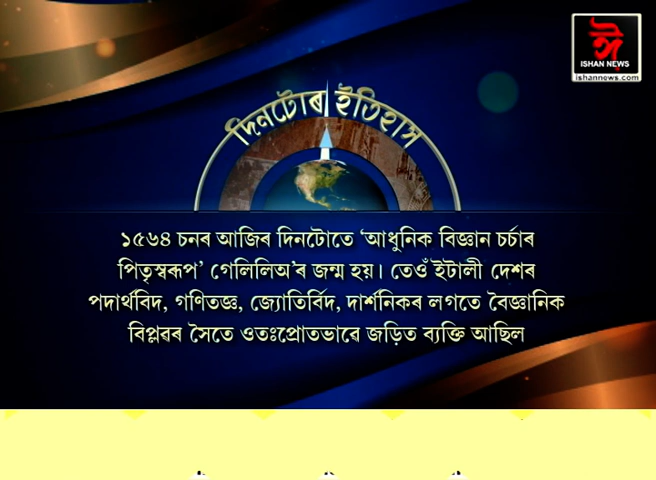 ঈ
ISHAN NEWS
ishannews.com
দিনটোৰ ইতিহাস
১৫৬৪ চনৰ আজিৰ দিনটোতে ‘আধুনিক বিজ্ঞান চৰ্চাৰ
পিতৃস্বৰূপ’ গেলিলিঅ’ৰ জন্ম হয়। তেওঁ ইটালী দেশৰ
পদাৰ্থবিদ, গণিতজ্ঞ, জ্যোতিৰ্বিদ, দাৰ্শনিকৰ লগতে বৈজ্ঞানিক
বিপ্লৱৰ সৈতে ওতঃপ্ৰোতভাৱে জড়িত ব্যক্তি আছিল